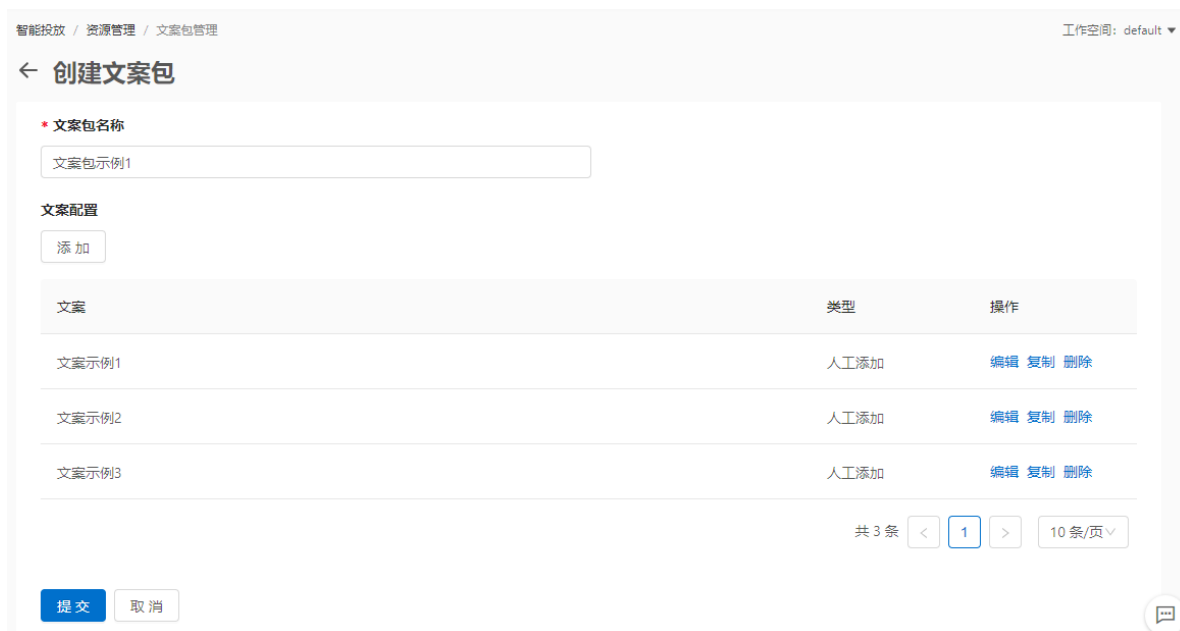 智能投放 / 资源管理 / 文案包管理 工作空间: default
创建文案包
* 文案包名称
文案包示例1
文案配置
添加
文案 类型 操作
文案示例1 人工添加 编辑 复制 删除
文案示例2 人工添加 编辑 复制 删除
文案示例3 人工添加 编辑 复制 删除
共 3 条 < 1 > 10 条/页
提交 取消